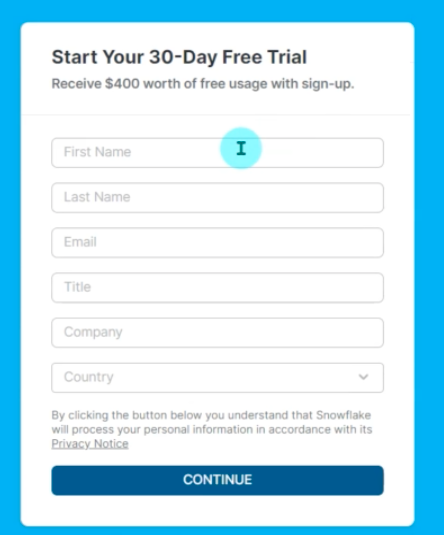 Start Your 30-Day Free Trial
Receive $400 worth of free usage with sign-up.
First Name
Last Name
Email
Title
Company
Country
By clicking the button below you understand that Snowflake
will process your personal information in accordance with its
Privacy Notice
CONTINUE